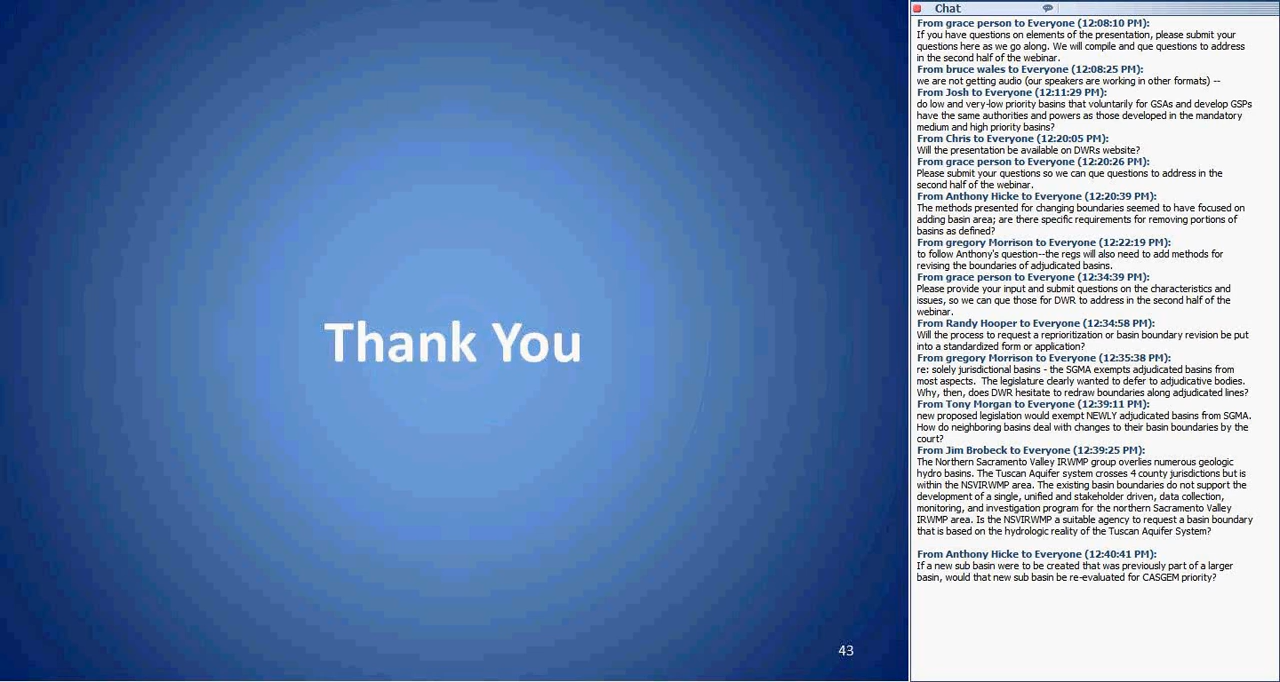 Thank You
43
Chat
From grace person to Everyone (12:08:10 PM):
If you have questions on elements of the presentation, please submit your
questions here as we go along. We will compile and que questions to address
in the second half of the webinar.
From bruce wales to Everyone (12:08:25 PM):
we are not getting audio (our speakers are working in other formats) --
From Josh to Everyone (12:11:29 PM):
do low and very-low priority basins that voluntarily for GSAs and develop GSPs
have the same authorities and powers as those developed in the mandatory
medium and high priority basins?
From Chris to Everyone (12:20:05 PM):
Will the presentation be available on DWRs website?
From grace person to Everyone (12:20:26 PM):
Please submit your questions so we can que questions to address in the
second half of the webinar.
From Anthony Hicke to Everyone (12:20:39 PM):
The methods presented for changing boundaries seemed to have focused on
adding basin area; are there specific requirements for removing portions of
basins as defined?
From gregory Morrison to Everyone (12:22:19 PM):
to follow Anthony's question--the regs will also need to add methods for
revising the boundaries of adjudicated basins.
From grace person to Everyone (12:34:39 PM):
Please provide your input and submit questions on the characteristics and
issues, so we can que those for DWR to address in the second half of the
webinar.
From Randy Hooper to Everyone (12:34:58 PM):
Will the process to request a reprioritization or basin boundary revision be put
into a standardized form or application?
From gregory Morrison to Everyone (12:35:38 PM):
re: solely jurisdictional basins - the SGMA exempts adjudicated basins from
most aspects.  The legislature clearly wanted to defer to adjudicative bodies.
Why, then, does DWR hesitate to redraw boundaries along adjudicated lines?
From Tony Morgan to Everyone (12:39:11 PM):
new proposed legislation would exempt NEWLY adjudicated basins from SGMA.
How do neighboring basins deal with changes to their basin boundaries by the
court?
From Jim Brobeck to Everyone (12:39:25 PM):
The Northern Sacramento Valley IRWMP group overlies numerous geologic
hydro basins. The Tuscan Aquifer system crosses 4 county jurisdictions but is
within the NSVIRWMP area. The existing basin boundaries do not support the
development of a single, unified and stakeholder driven, data collection,
monitoring, and investigation program for the northern Sacramento Valley
IRWMP area. Is the NSVIRWMP a suitable agency to request a basin boundary
that is based on the hydrologic reality of the Tuscan Aquifer System?
From Anthony Hicke to Everyone (12:40:41 PM):
If a new sub basin were to be created that was previously part of a larger
basin, would that new sub basin be re-evaluated for CASGEM priority?